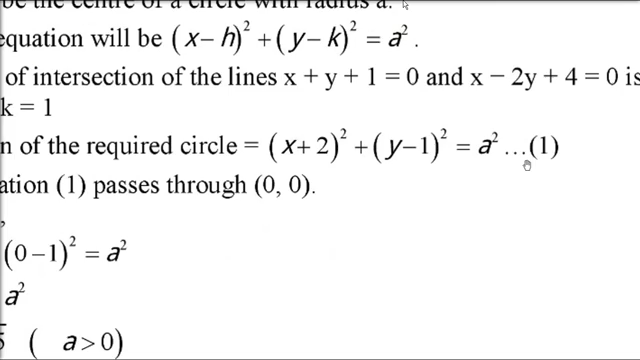 be the centre of a circle with radius a.
equation will be (x − h)² + (y − k)² = a².
of intersection of the lines x + y + 1 = 0 and x − 2y + 4 = 0 is
k = 1
n of the required circle = (x + 2)² + (y − 1)² = a² ...(1)
ation (1) passes through (0, 0).
,
(0 − 1)² = a²
a²
( a > 0)